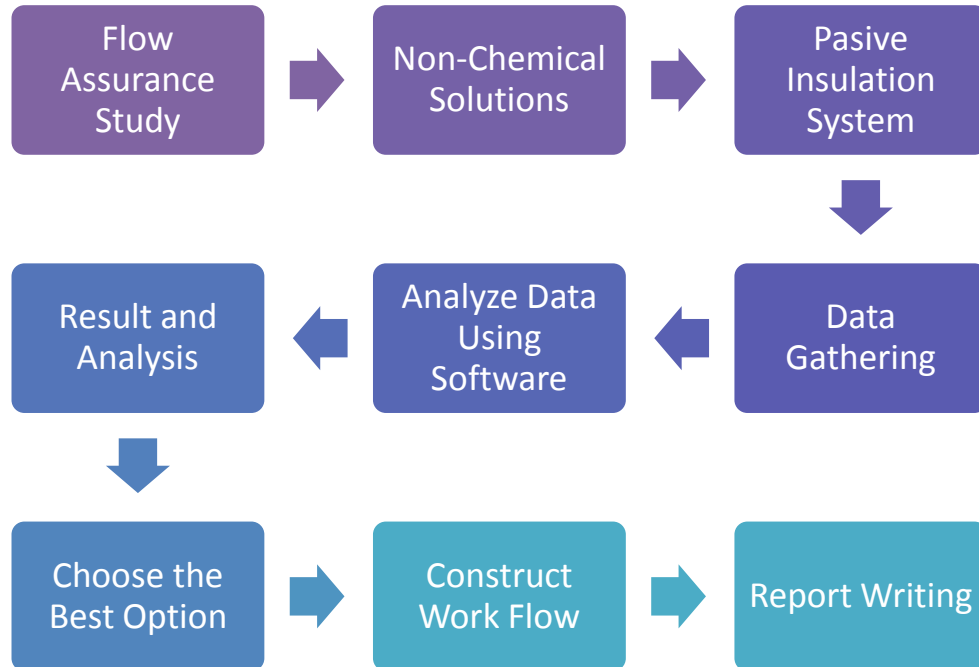 Flow
Assurance
Study
Non-Chemical
Solutions
Pasive
Insulation
System
Data
Gathering
Analyze Data
Using
Software
Result and
Analysis
Choose the
Best Option
Construct
Work Flow
Report Writing